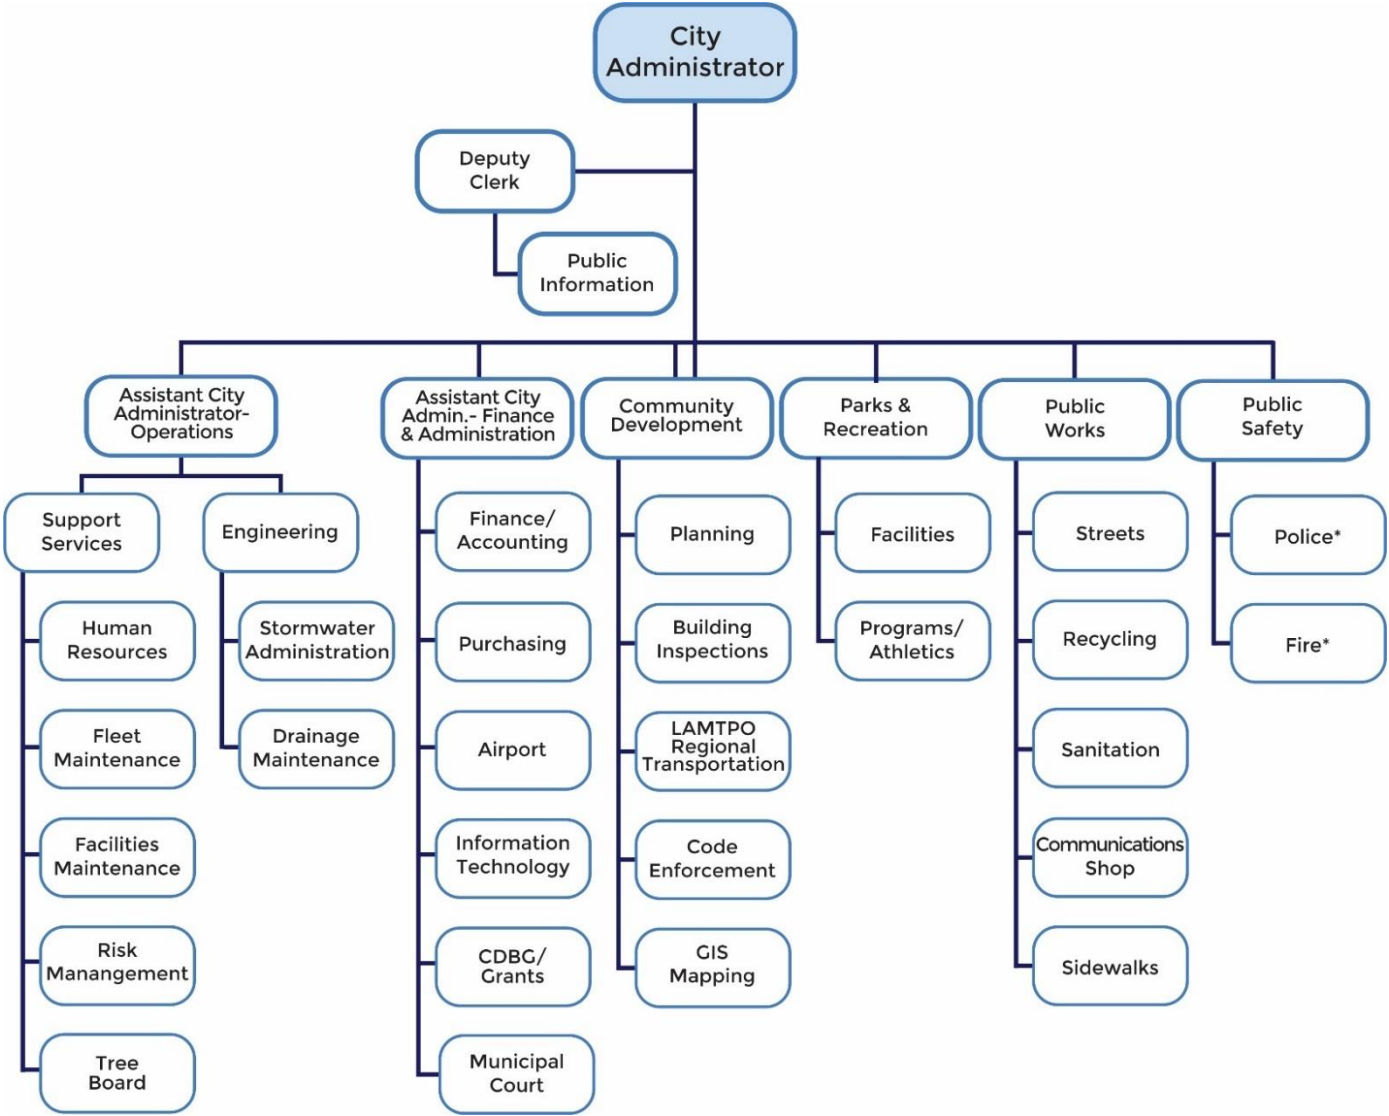 City
Administrator
Deputy
Clerk
Public
Information
Assistant City
Administrator-
Operations
Assistant City
Admin.- Finance
& Administration
Community
Development
Parks &
Recreation
Public
Works
Public
Safety
Support
Services
Engineering
Human
Resources
Fleet
Maintenance
Facilities
Maintenance
Risk
Manangement
Tree
Board
Stormwater
Administration
Drainage
Maintenance
Finance/
Accounting
Purchasing
Airport
Information
Technology
CDBG/
Grants
Municipal
Court
Planning
Building
Inspections
LAMTPO
Regional
Transportation
Code
Enforcement
GIS
Mapping
Facilities
Programs/
Athletics
Streets
Recycling
Sanitation
Communications
Shop
Sidewalks
Police*
Fire*